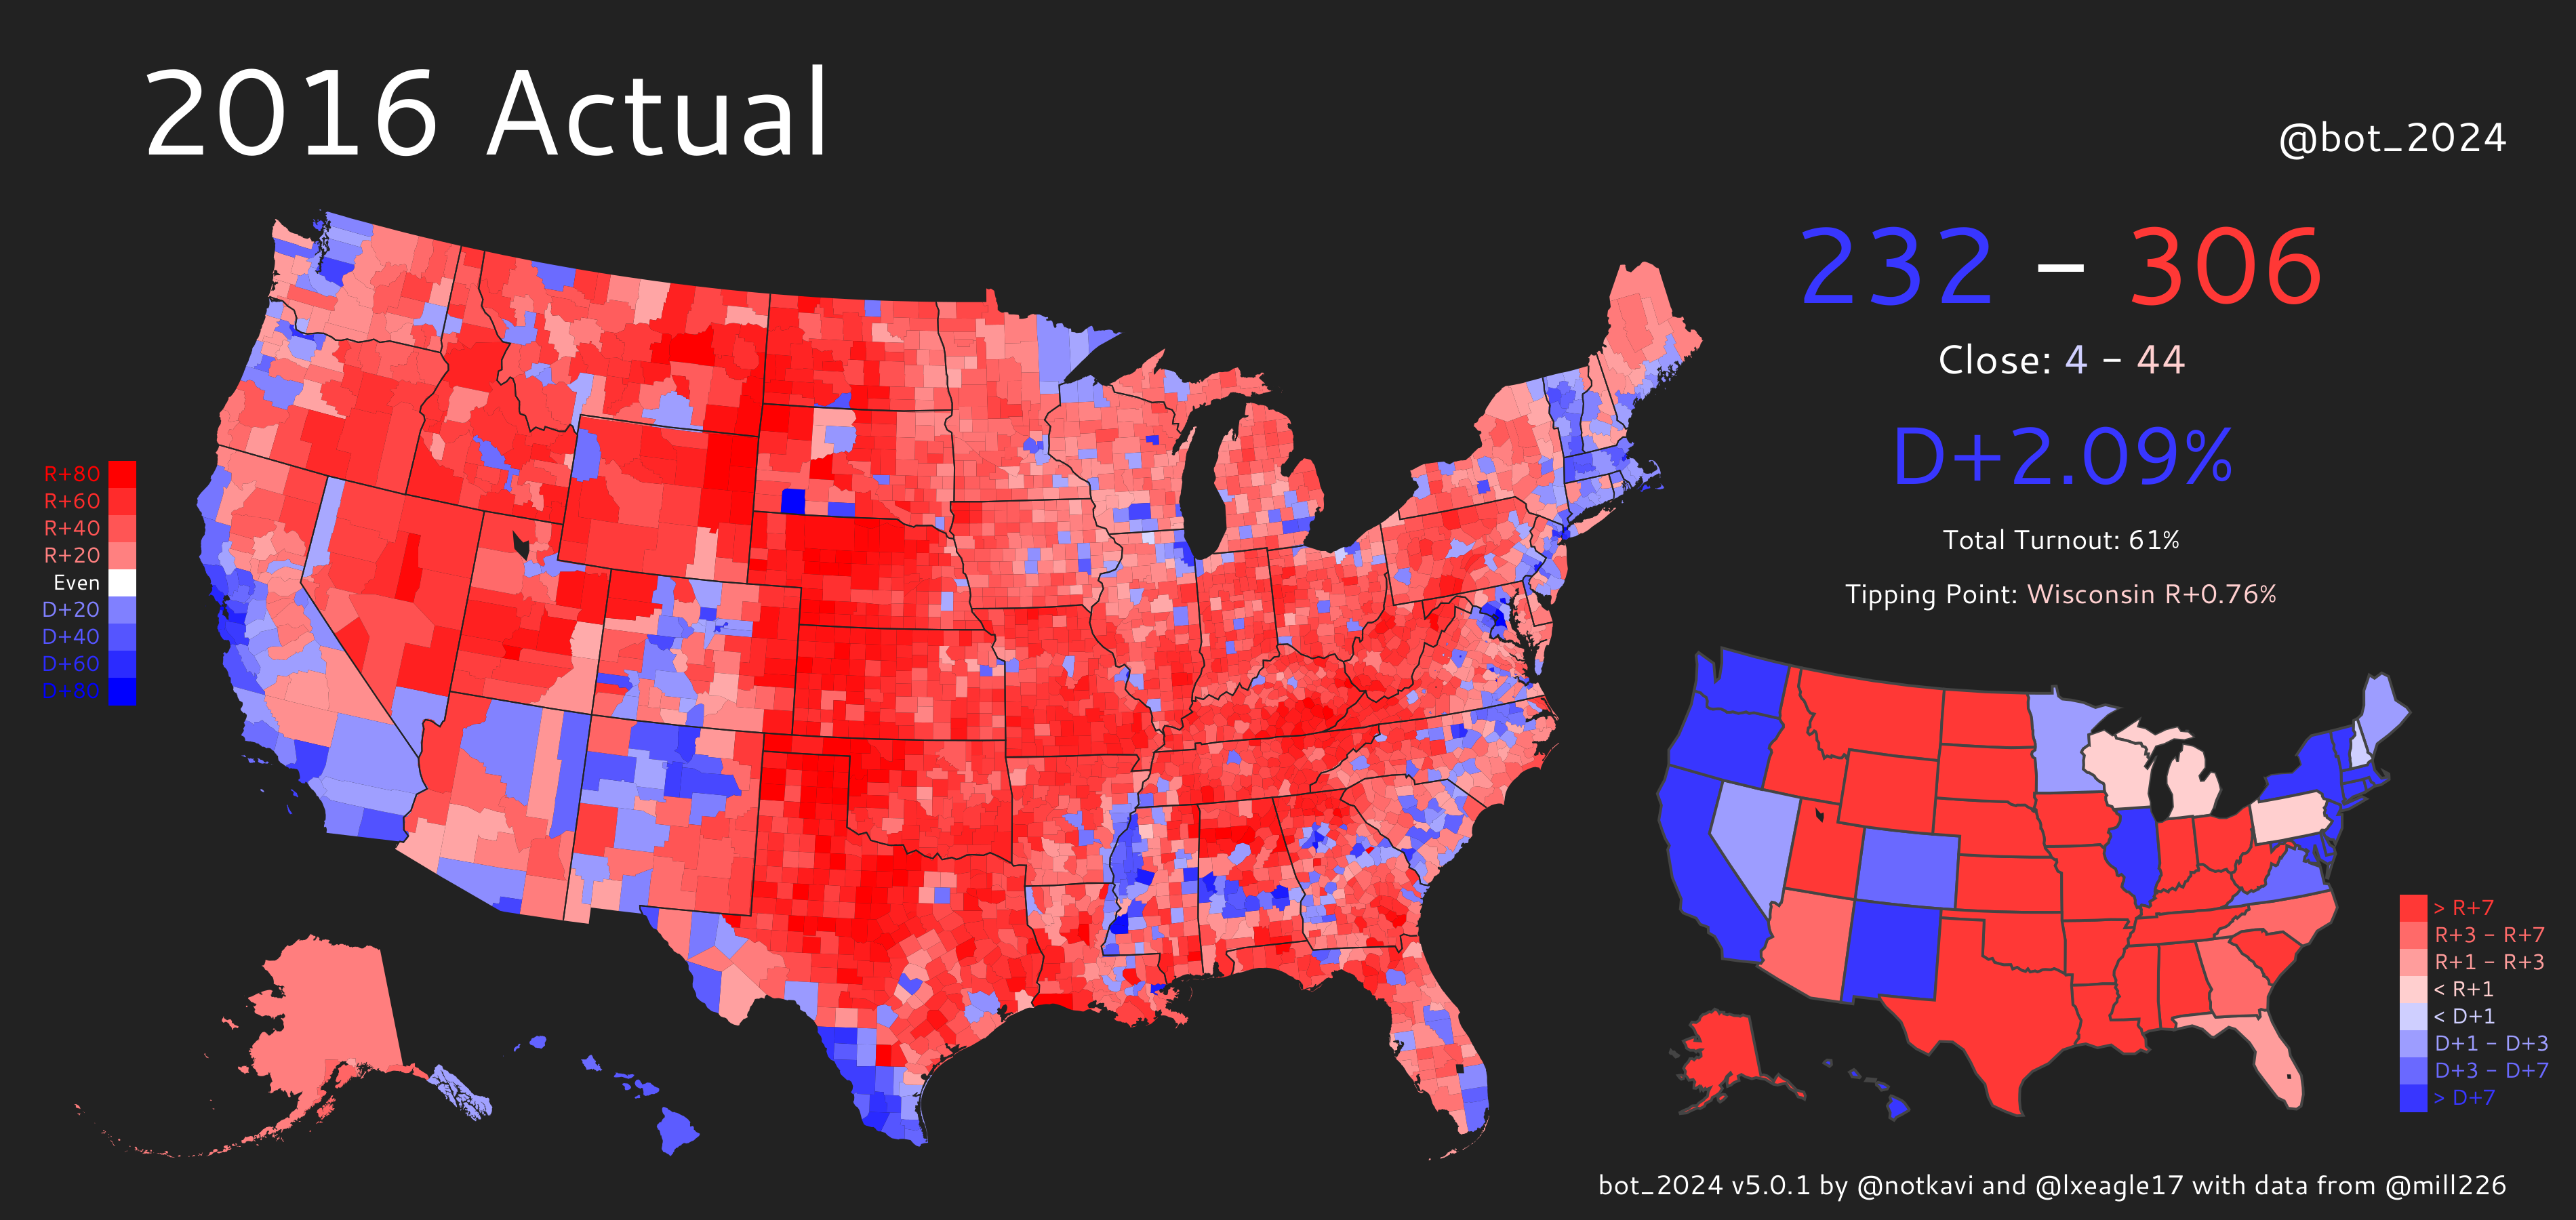 2016 Actual
@bot_2024
232 – 306
Close: 4 – 44
D+2.09%
Total Turnout: 61%
Tipping Point: Wisconsin R+0.76%
R+80
R+60
R+40
R+20
Even
D+20
D+40
D+60
D+80
> R+7
R+3 – R+7
R+1 – R+3
< R+1
< D+1
D+1 – D+3
D+3 – D+7
> D+7
bot_2024 v5.0.1 by @notkavi and @lxeagle17 with data from @mill226